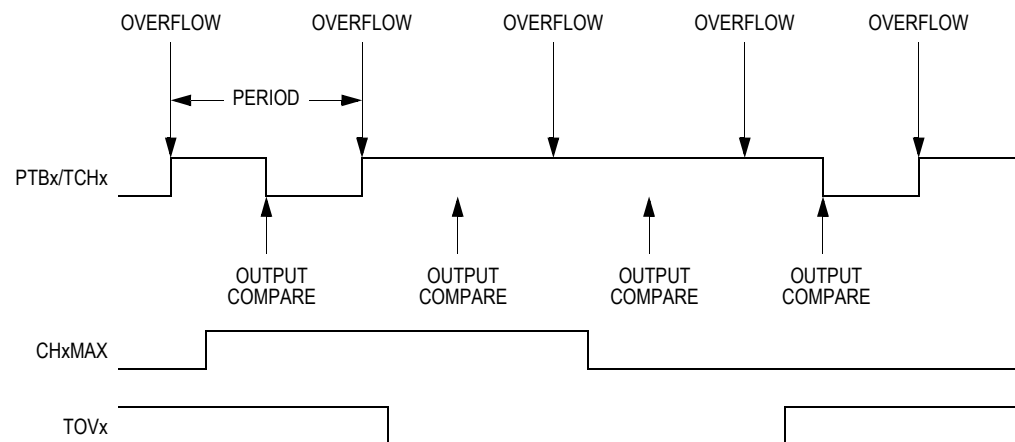 OVERFLOW OVERFLOW OVERFLOW OVERFLOW OVERFLOW
PERIOD
PTBx/TCHx
OUTPUT COMPARE
OUTPUT COMPARE
OUTPUT COMPARE
OUTPUT COMPARE
CHxMAX
TOVx